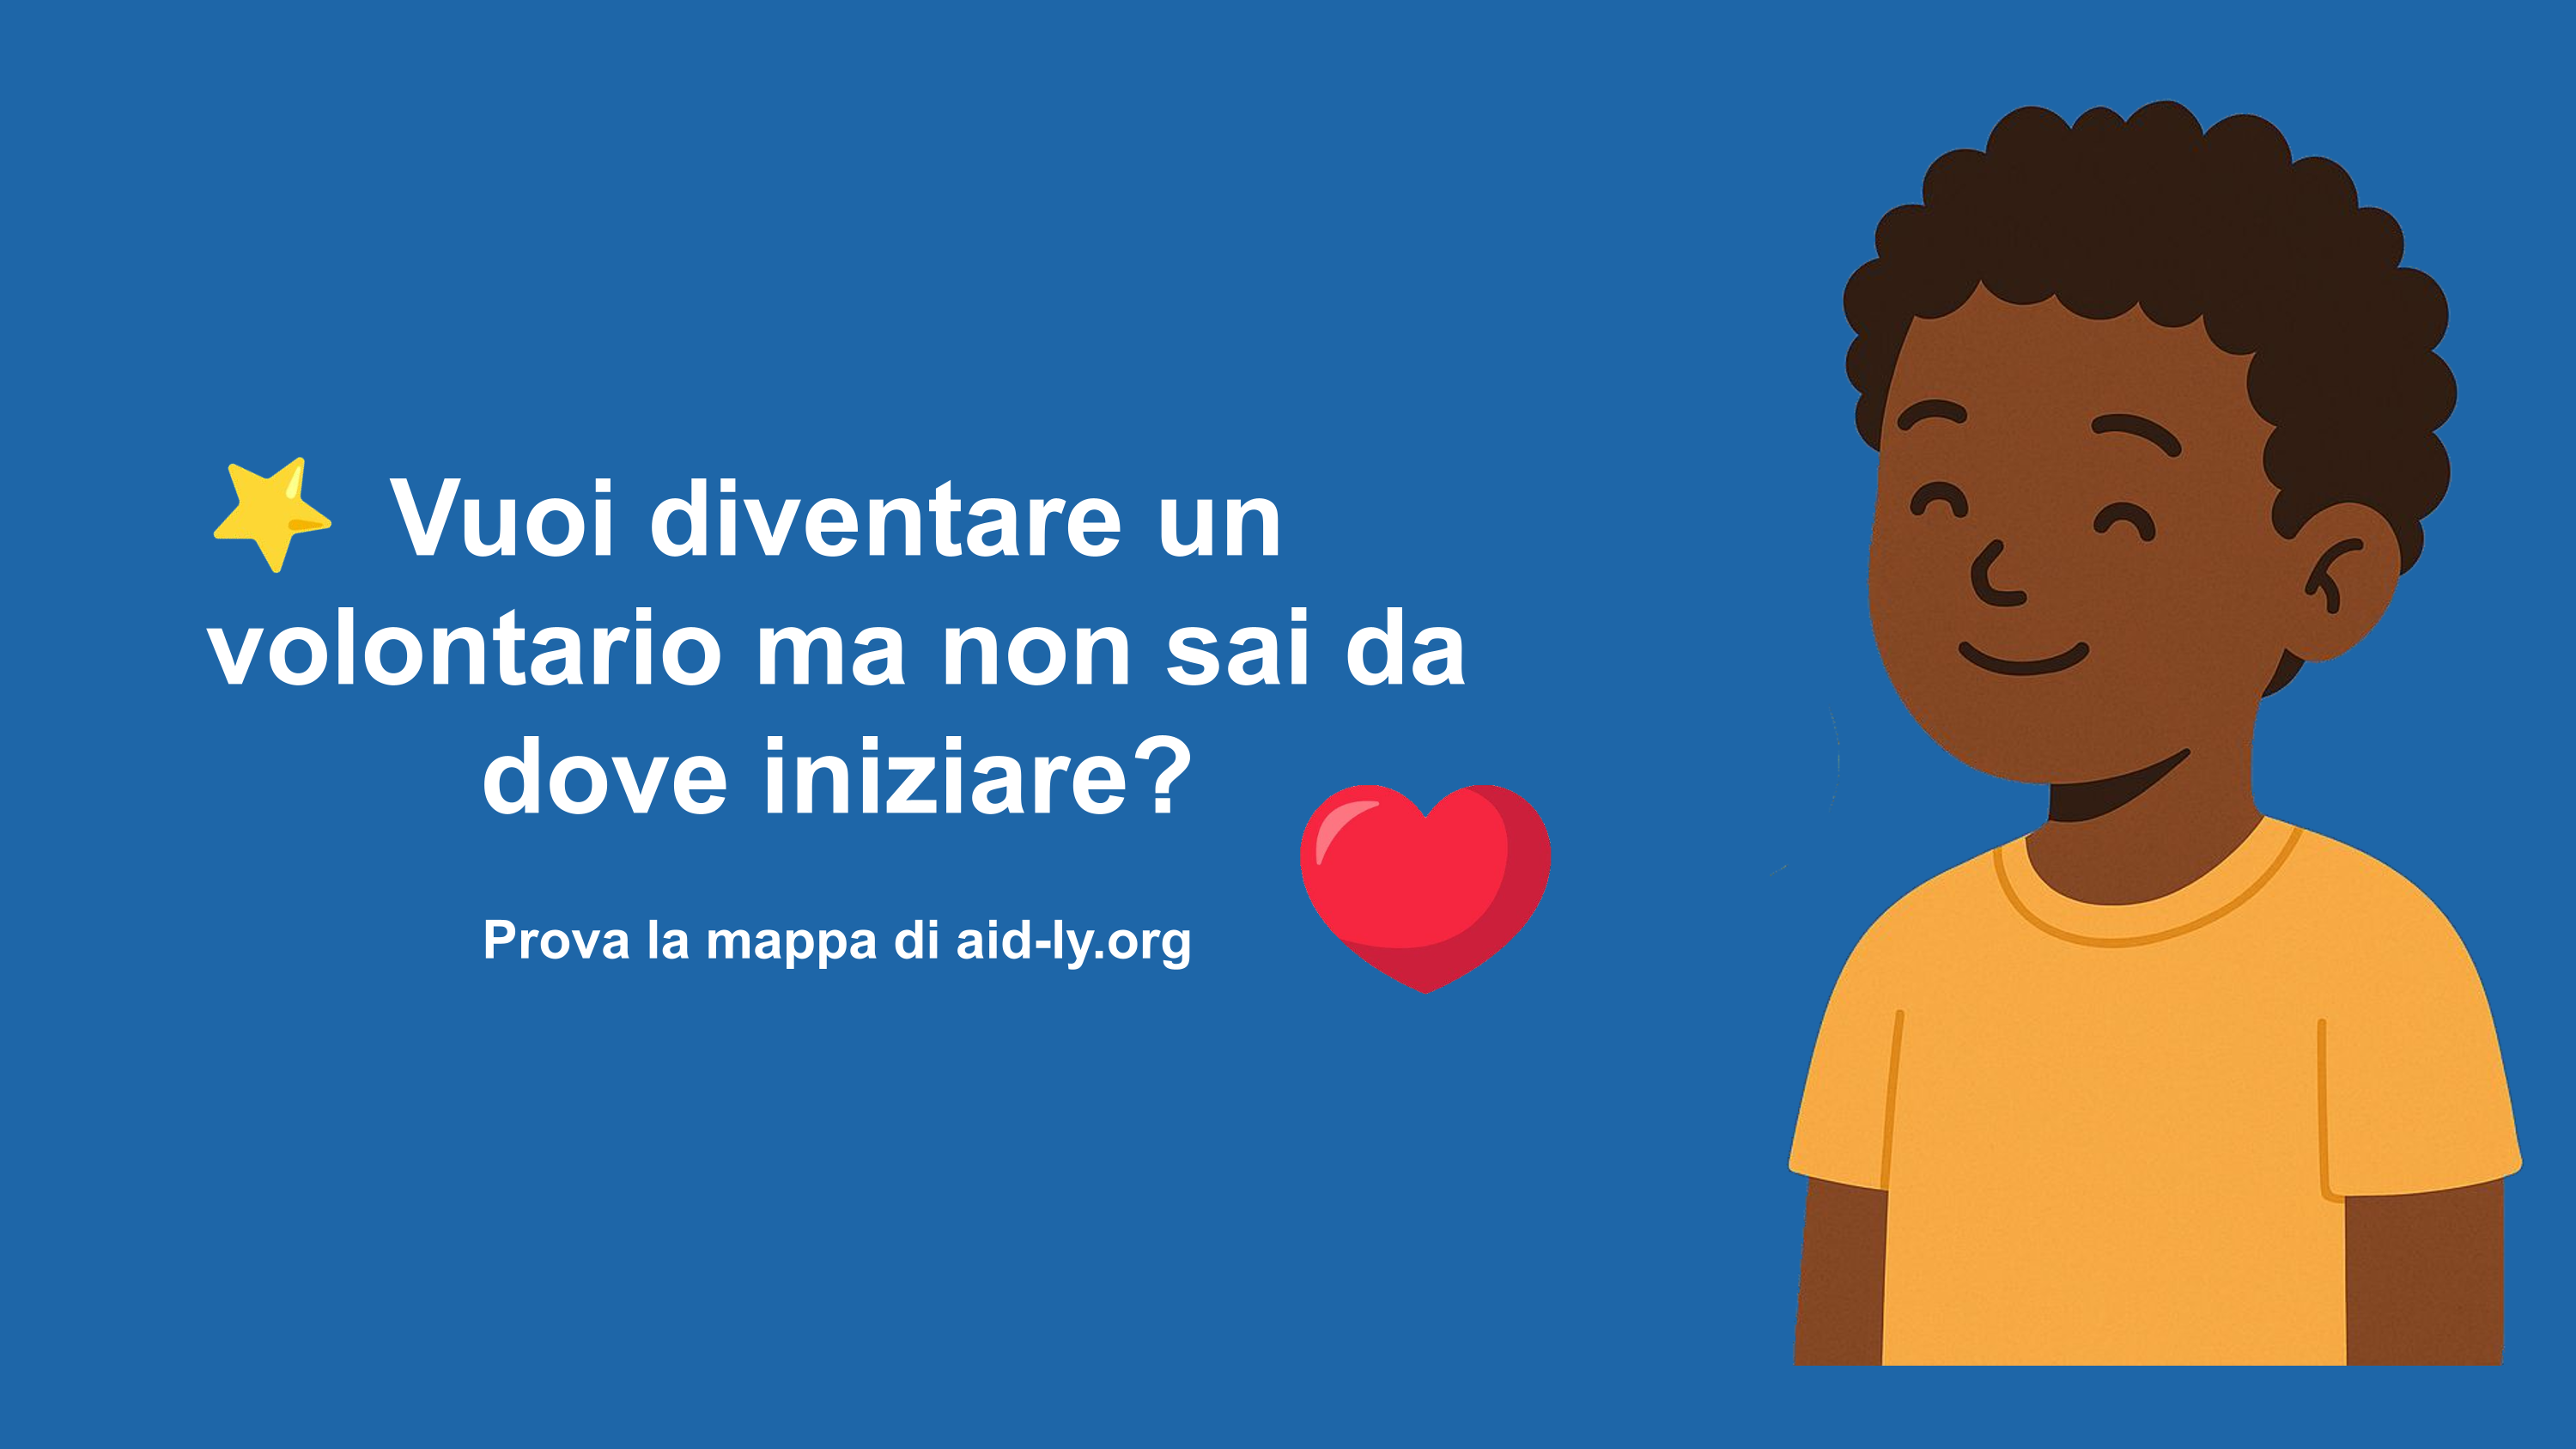 Vuoi diventare un
volontario ma non sai da
dove iniziare?
Prova la mappa di aid-ly.org